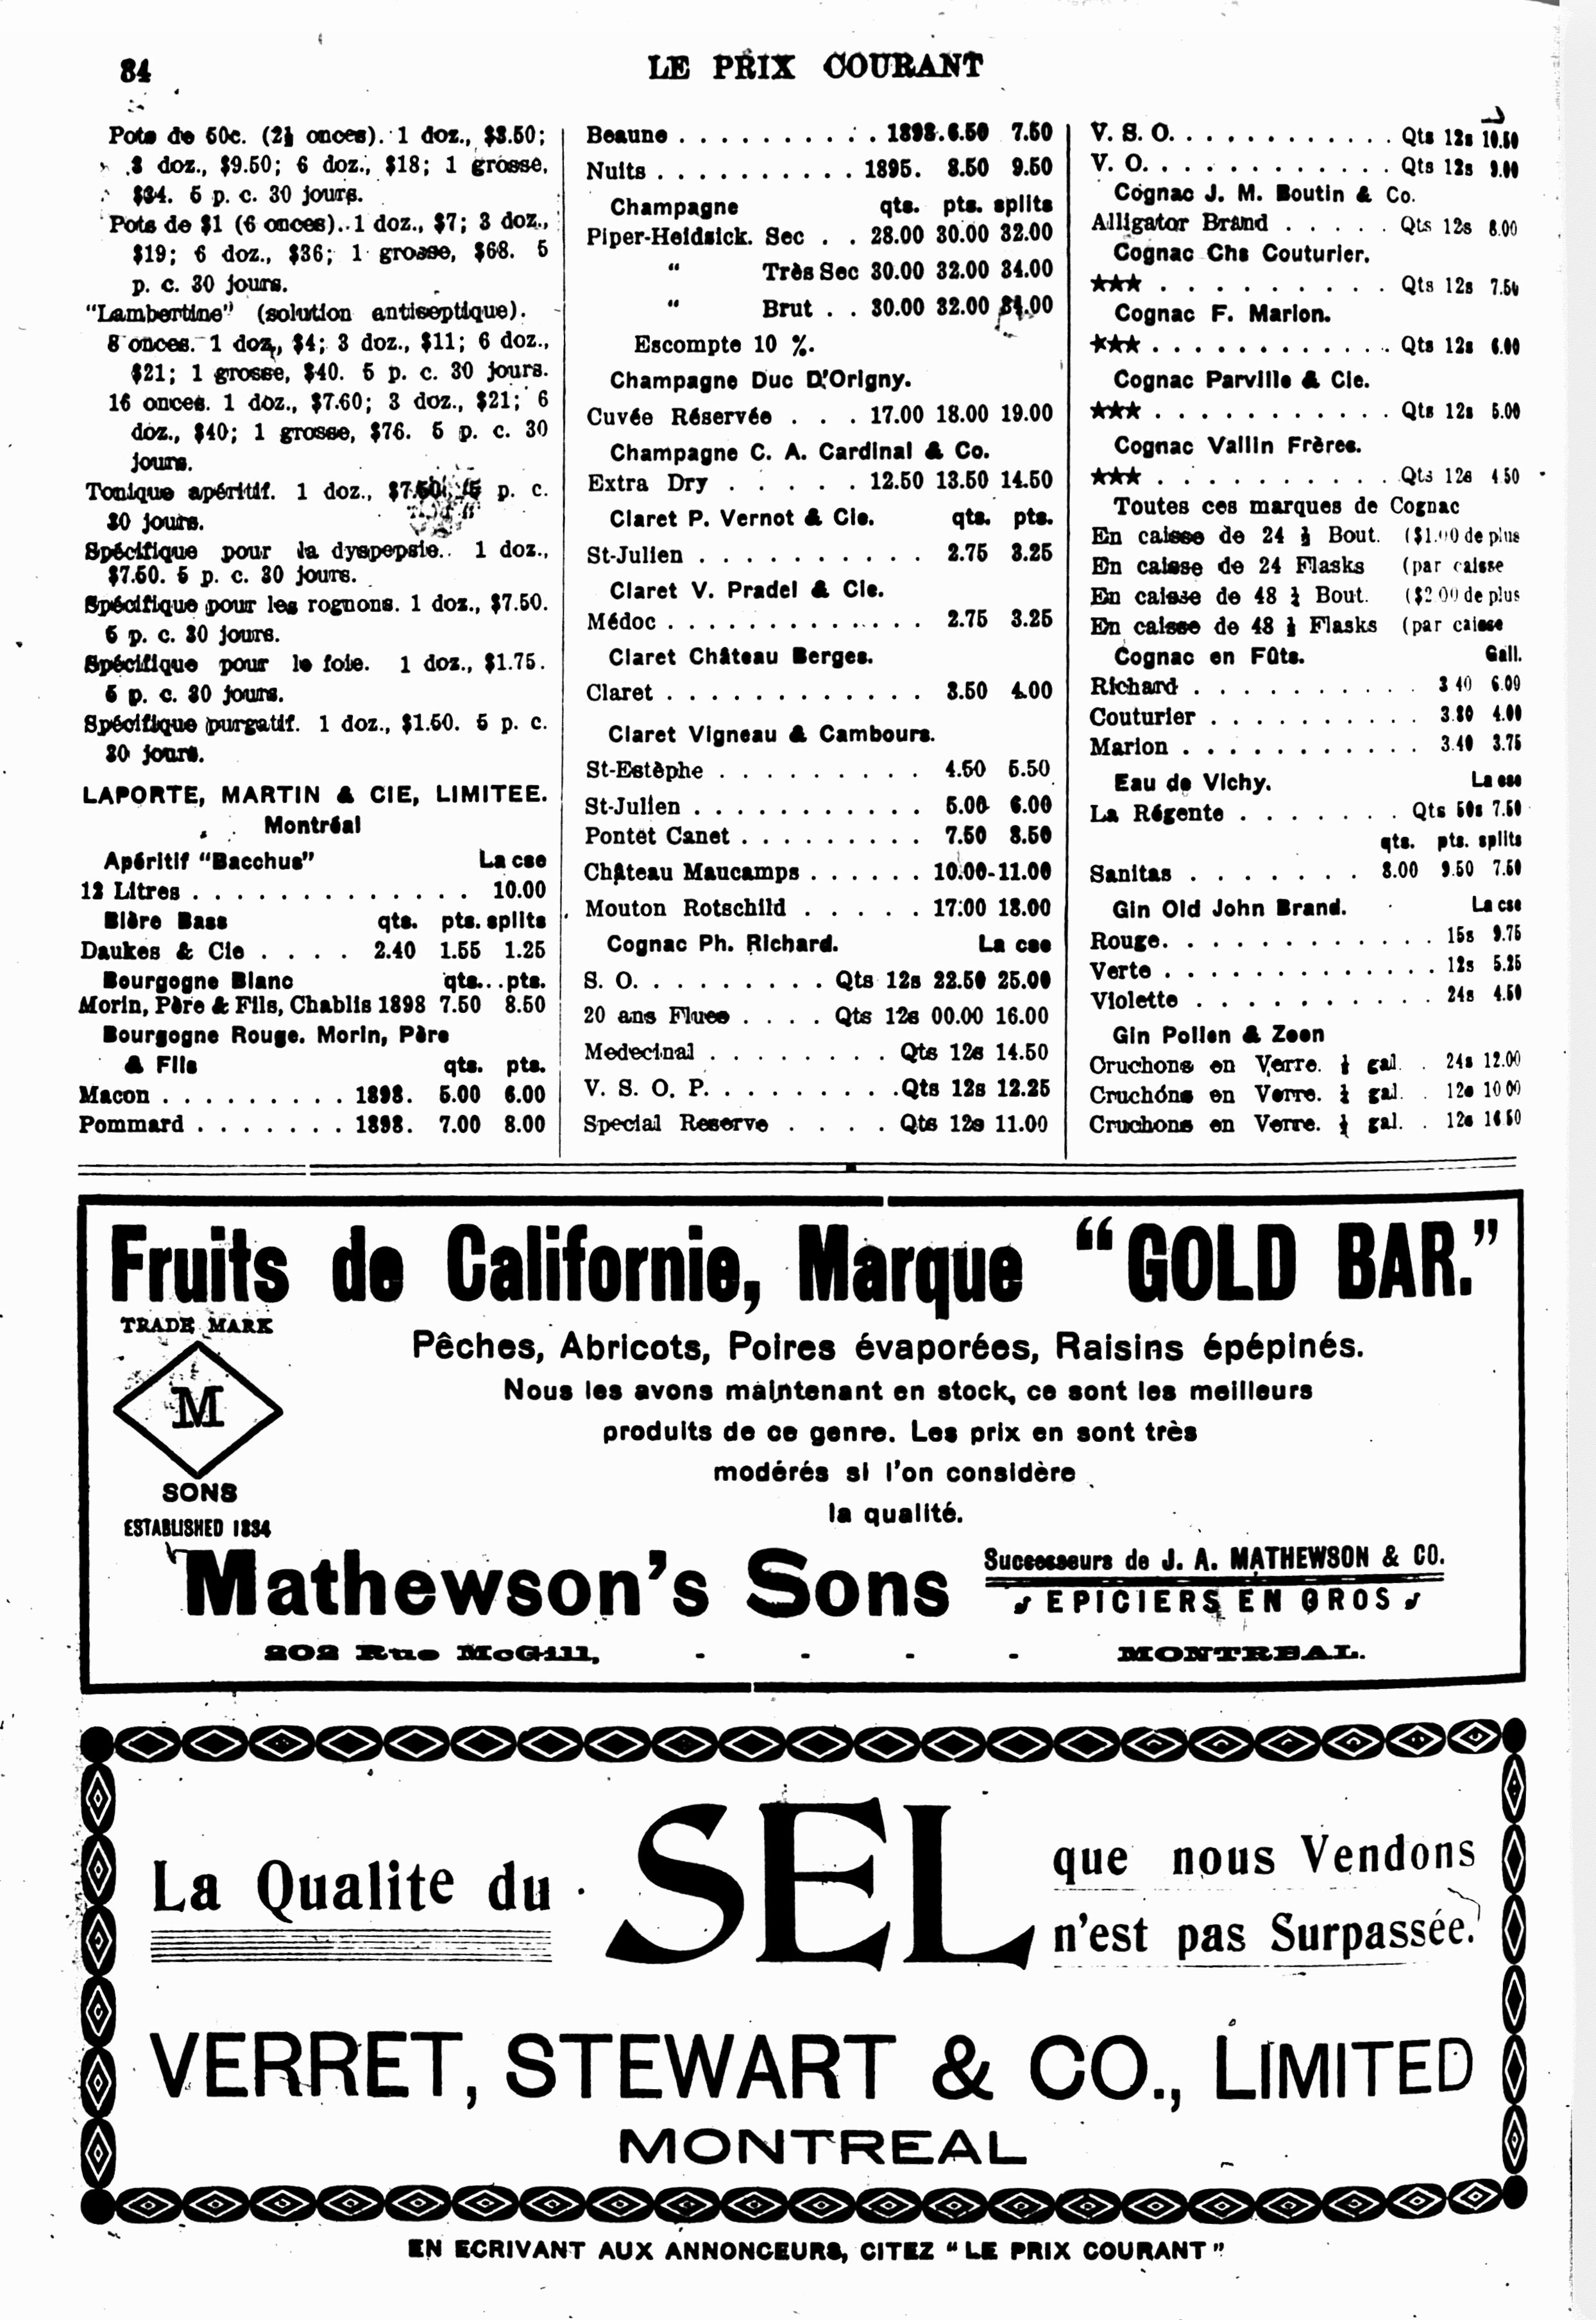 84
LE PRIX COURANT
Pots de 50c. (2½ onces). 1 doz., $3.50;
3 doz., $9.50; 6 doz., $18; 1 grosse,
$34. 5 p. c. 30 jours.
Pots de $1 (6 onces). 1 doz., $7; 3 doz.,
$19; 6 doz., $36; 1 grosse, $68. 5
p. c. 30 jours.
"Lambertine" (solution antiseptique).
8 onces. 1 doz., $4; 3 doz., $11; 6 doz.,
$21; 1 grosse, $40. 5 p. c. 30 jours.
16 onces. 1 doz., $7.60; 3 doz., $21; 6
doz., $40; 1 grosse, $76. 5 p. c. 30
jours.
Tonique apéritif. 1 doz., $7.50. 5 p. c.
30 jours.
Spécifique pour la dyspepsie. 1 doz.,
$7.50. 5 p. c. 30 jours.
Spécifique pour les rognons. 1 doz., $7.50.
5 p. c. 30 jours.
Spécifique pour le foie. 1 doz., $1.75.
5 p. c. 30 jours.
Spécifique purgatif. 1 doz., $1.50. 5 p. c.
30 jours.
LAPORTE, MARTIN & CIE, LIMITEE.
Montréal
Apéritif "Bacchus" La cse
12 Litres . . . . . . . . . . . . . 10.00
Bière Bass qts. pts. splits
Daukes & Cie . . . . 2.40 1.55 1.25
Bourgogne Blanc qts. . . pts.
Morin, Père & Fils, Chablis 1898 7.50 8.50
Bourgogne Rouge. Morin, Père
& Fils qts. pts.
Macon . . . . . . . . . 1898. 5.00 6.00
Pommard . . . . . . . 1898. 7.00 8.00
Beaune . . . . . . . . . . 1898. 6.50 7.50
Nuits . . . . . . . . . . 1895. 8.50 9.50
Champagne qts. pts. splits
Piper-Heidsick. Sec . . 28.00 30.00 32.00
" Très Sec 30.00 32.00 34.00
" Brut . . 30.00 32.00 34.00
Escompte 10 %.
Champagne Duc D'Origny.
Cuvée Réservée . . . 17.00 18.00 19.00
Champagne C. A. Cardinal & Co.
Extra Dry . . . . . 12.50 13.50 14.50
Claret P. Vernot & Cie. qts. pts.
St-Julien . . . . . . . . . . 2.75 3.25
Claret V. Pradel & Cie.
Médoc . . . . . . . . . . . . 2.75 3.25
Claret Château Berges.
Claret . . . . . . . . . . . . 3.50 4.00
Claret Vigneau & Cambours.
St-Estèphe . . . . . . . . . 4.50 5.50
St-Julien . . . . . . . . . . . 5.00 6.00
Pontet Canet . . . . . . . . 7.50 8.50
Château Maucamps . . . . . . 10.00-11.00
Mouton Rotschild . . . . . 17.00 18.00
Cognac Ph. Richard. La cse
S. O. . . . . . . . . Qts 12s 22.50 25.00
20 ans Flues . . . . Qts 12s 00.00 16.00
Medecinal . . . . . . . . Qts 12s 14.50
V. S. O. P. . . . . . . . . Qts 12s 12.25
Special Reserve . . . . Qts 12s 11.00
V. S. O. . . . . . . . . . . Qts 12s 10.50
V. O. . . . . . . . . . . . Qts 12s 9.00
Cognac J. M. Boutin & Co.
Alligator Brand . . . . . Qts 12s 8.00
Cognac Chs Couturier.
★★★ . . . . . . . . . . Qts 12s 7.50
Cognac F. Marion.
★★★ . . . . . . . . . . . . Qts 12s 6.00
Cognac Parville & Cie.
★★★ . . . . . . . . . . . Qts 12s 5.00
Cognac Vallin Frères.
★★★ . . . . . . . . . . . Qts 12s 4.50
Toutes ces marques de Cognac
En caisse de 24 ½ Bout. ($1.00 de plus
En caisse de 24 Flasks (par caisse
En caisse de 48 ½ Bout. ($2.00 de plus
En caisse de 48 ½ Flasks (par caisse
Cognac en Fûts. Gall.
Richard . . . . . . . . . . 3.40 6.00
Couturier . . . . . . . . . . 3.80 4.00
Marion . . . . . . . . . . . 3.40 3.75
Eau de Vichy. La cse
La Régente . . . . . . . Qts 50s 7.50
qts. pts. splits
Sanitas . . . . . . . 8.00 9.50 7.50
Gin Old John Brand. La cse
Rouge. . . . . . . . . . . . . 15s 9.75
Verte . . . . . . . . . . . . . 12s 5.25
Violette . . . . . . . . . . 24s 4.50
Gin Pollen & Zoen
Cruchons en Verre. gal. . 24s 12.00
Cruchons en Verre. gal. . 12s 10.00
Cruchons en Verre. gal. . 12s
Fruits de Californie, Marque "GOLD BAR."
TRADE MARK
M
SONS
ESTABLISHED 1834
Pêches, Abricots, Poires évaporées, Raisins épépinés.
Nous les avons maintenant en stock, ce sont les meilleurs
produits de ce genre. Les prix en sont très
modérés si l'on considère
la qualité.
Mathewson's Sons
Successeurs de J. A. MATHEWSON & CO.
EPICIERS EN GROS
202 Rue McGill, - - - - MONTREAL.
La Qualite du SEL que nous Vendons
n'est pas Surpassée.
VERRET, STEWART & CO., LIMITED
MONTREAL
EN ECRIVANT AUX ANNONCEURS, CITEZ "LE PRIX COURANT"